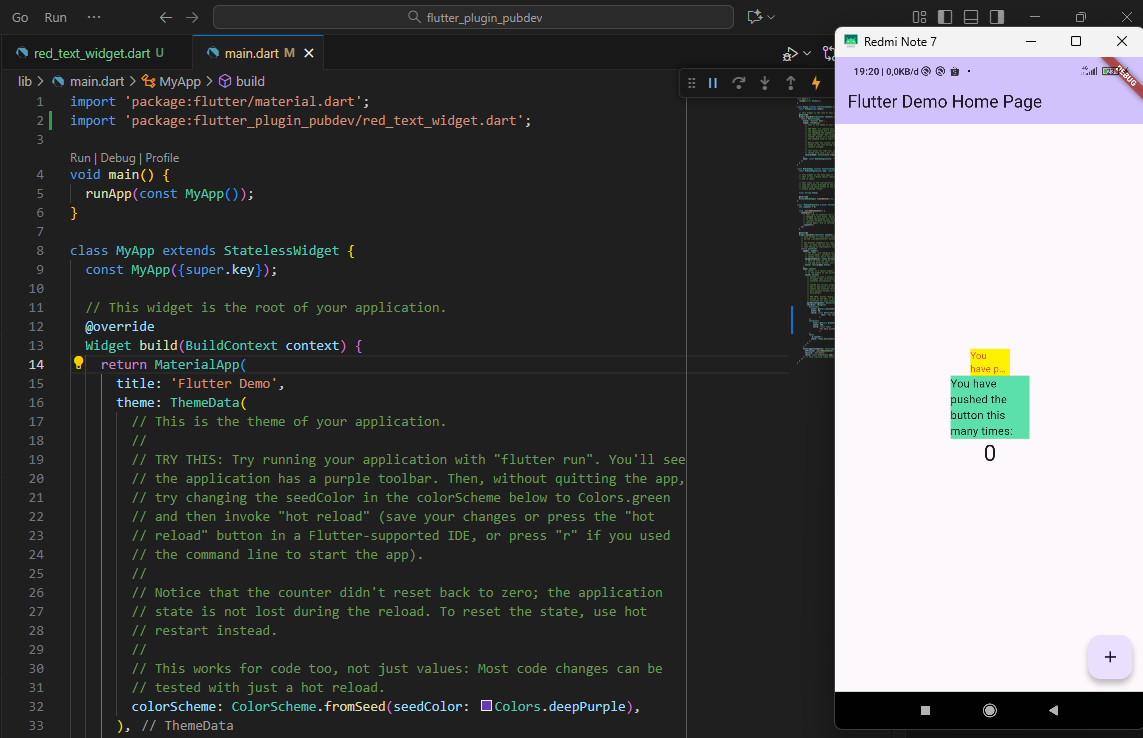 Go Run ··· flutter_plugin_pubdev
red_text_widget.dart U main.dart M
lib > main.dart > MyApp > build
1 import 'package:flutter/material.dart';
2 import 'package:flutter_plugin_pubdev/red_text_widget.dart';
3
Run | Debug | Profile
4 void main() {
5 runApp(const MyApp());
6 }
7
8 class MyApp extends StatelessWidget {
9 const MyApp({super.key});
10
11 // This widget is the root of your application.
12 @override
13 Widget build(BuildContext context) {
14 return MaterialApp(
15 title: 'Flutter Demo',
16 theme: ThemeData(
17 // This is the theme of your application.
18 //
19 // TRY THIS: Try running your application with "flutter run". You'll see
20 // the application has a purple toolbar. Then, without quitting the app,
21 // try changing the seedColor in the colorScheme below to Colors.green
22 // and then invoke "hot reload" (save your changes or press the "hot
23 // reload" button in a Flutter-supported IDE, or press "r" if you used
24 // the command line to start the app).
25 //
26 // Notice that the counter didn't reset back to zero; the application
27 // state is not lost during the reload. To reset the state, use hot
28 // restart instead.
29 //
30 // This works for code too, not just values: Most code changes can be
31 // tested with just a hot reload.
32 colorScheme: ColorScheme.fromSeed(seedColor: Colors.deepPurple),
33 ), // ThemeData
Redmi Note 7
19:20 | 0,0KB/d
DEBUG
Flutter Demo Home Page
You
have p...
You have
pushed the
button this
many times:
0
+